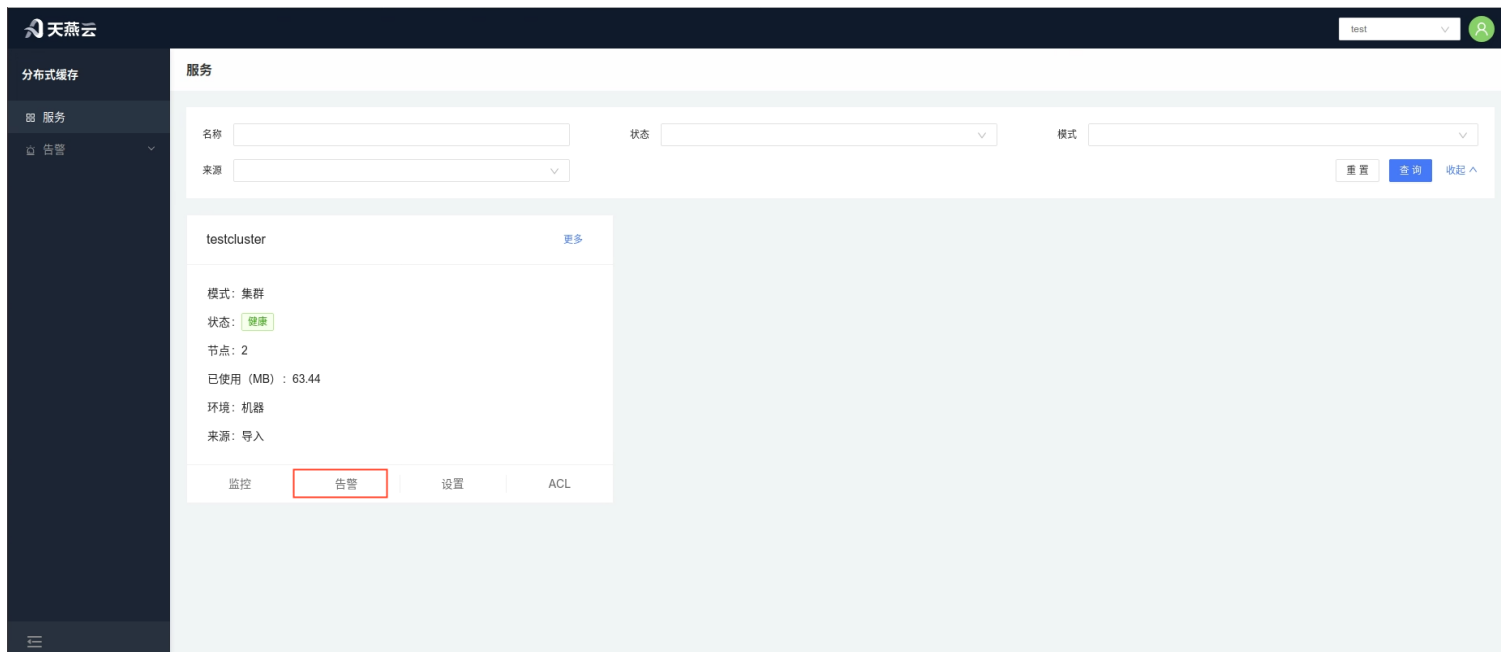 天燕云
test
分布式缓存
服务
告警
服务
名称
状态
模式
来源
重 置
查 询
收起
testcluster
更多
模式：集群
状态：健康
节点：2
已使用（MB）：63.44
环境：机器
来源：导入
监控
告警
设置
ACL